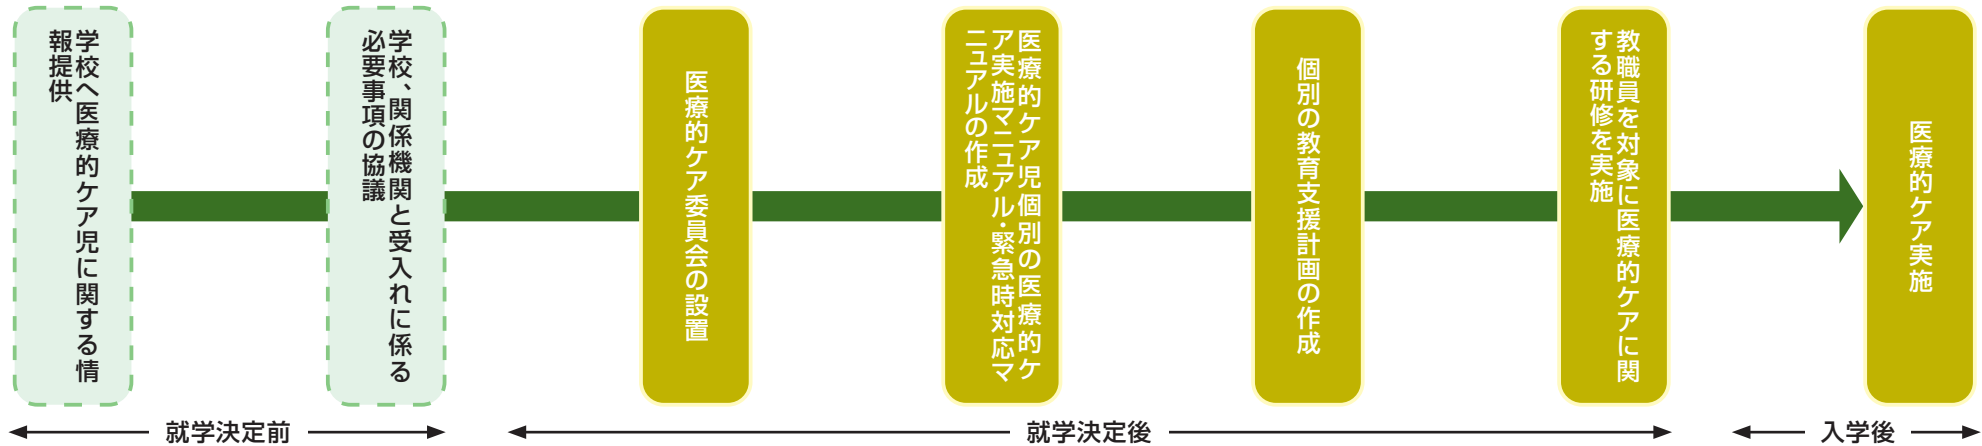 学校へ医療的ケア児に関する情
報提供
学校、関係機関と受入れに係る
必要事項の協議
医療的ケア委員会の設置
医療的ケア児個別の医療的ケ
ア実施マニュアル・緊急時対応マ
ニュアルの作成
個別の教育支援計画の作成
教職員を対象に医療的ケアに関
する研修を実施
医療的ケア実施
就学決定前
就学決定後
入学後